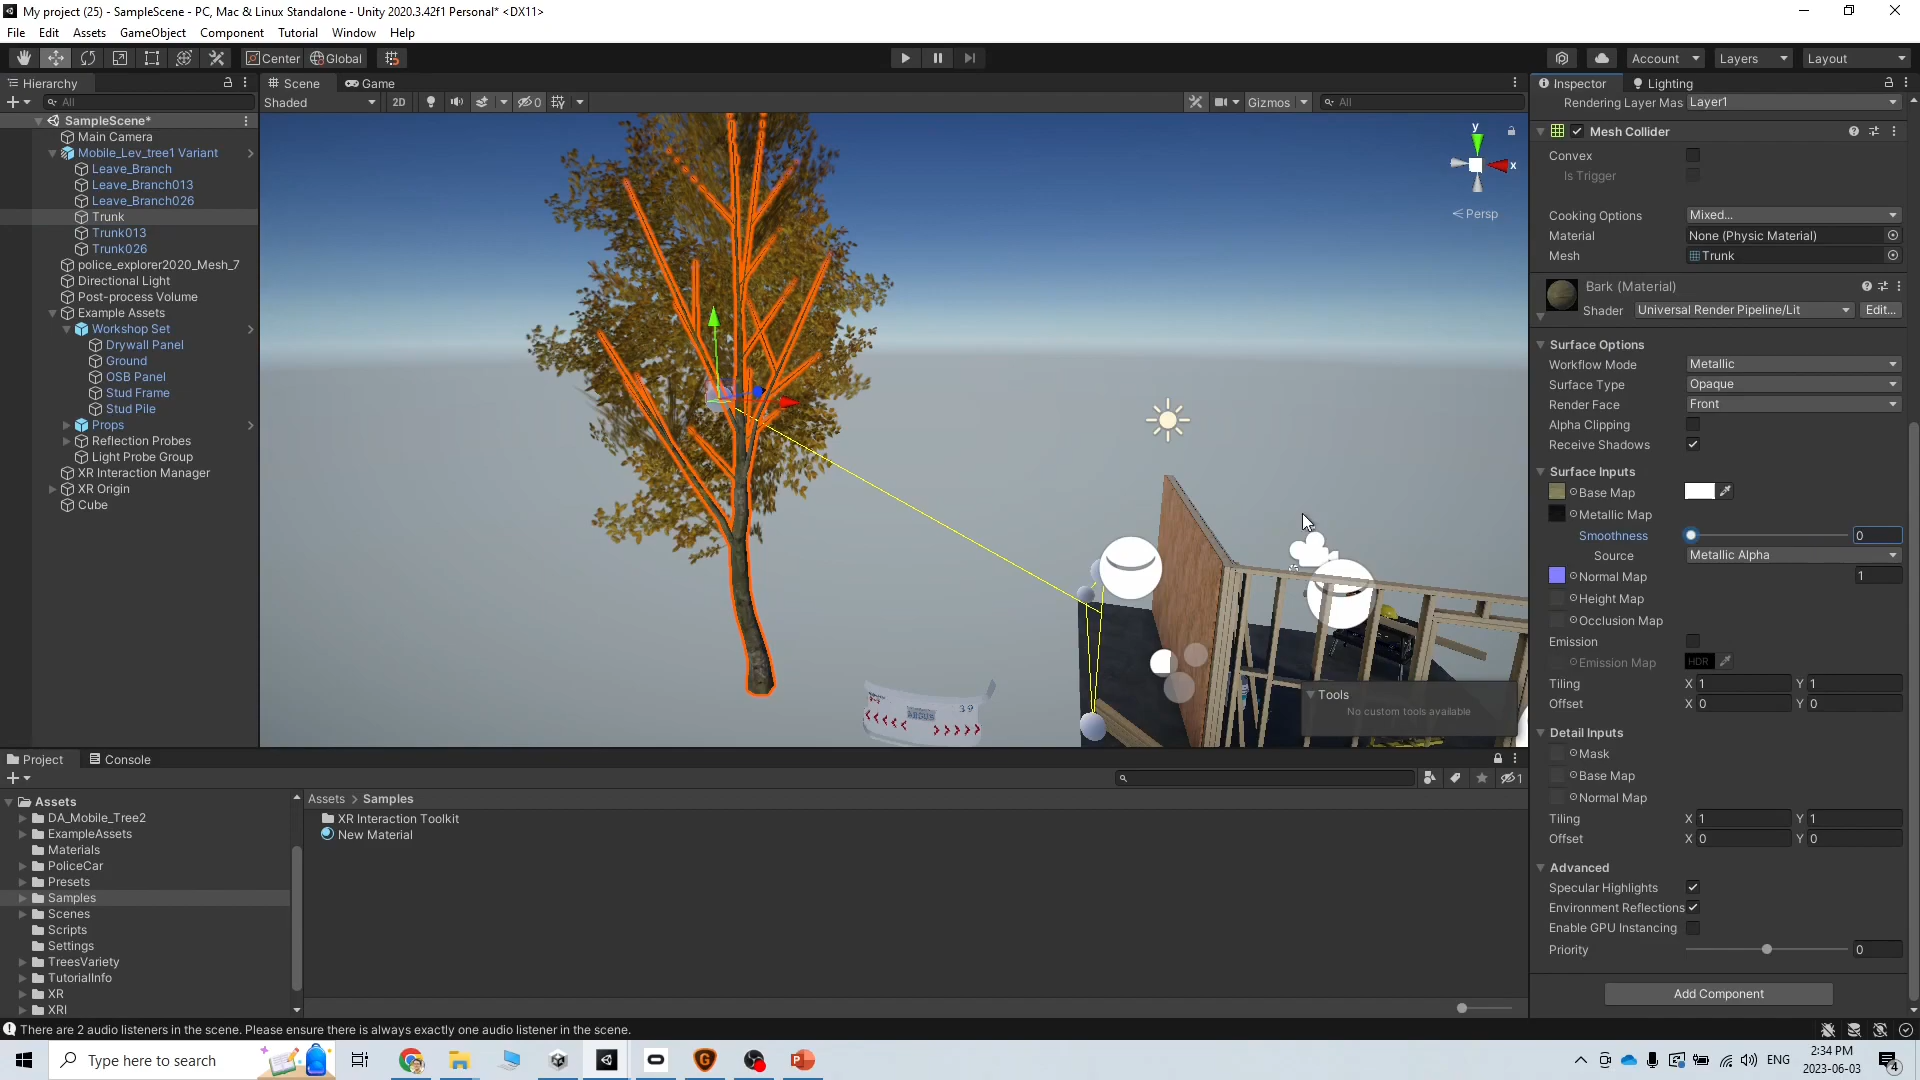 My project (25) - SampleScene - PC, Mac & Linux Standalone - Unity 2020.3.42f1 Personal* <DX11>
File Edit Assets GameObject Component Tutorial Window Help
Center Global Account Layers Layout
Hierarchy
All
SampleScene*
Main Camera
Mobile_Lev_tree1 Variant
Leave_Branch
Leave_Branch013
Leave_Branch026
Trunk
Trunk013
Trunk026
police_explorer2020_Mesh_7
Directional Light
Post-process Volume
Example Assets
Workshop Set
Drywall Panel
Ground
OSB Panel
Stud Frame
Stud Pile
Props
Reflection Probes
Light Probe Group
XR Interaction Manager
XR Origin
Cube
Scene Game
Shaded 2D 0 Gizmos All
y
x
Persp
39
Tools
No custom tools available
Inspector Lighting
Rendering Layer Mas Layer1
Mesh Collider
Convex
Is Trigger
Cooking Options Mixed...
Material None (Physic Material)
Mesh Trunk
Bark (Material)
Shader Universal Render Pipeline/Lit Edit...
Surface Options
Workflow Mode Metallic
Surface Type Opaque
Render Face Front
Alpha Clipping
Receive Shadows
Surface Inputs
Base Map
Metallic Map
Smoothness 0
Source Metallic Alpha
Normal Map 1
Height Map
Occlusion Map
Emission
Emission Map HDR
Tiling X 1 Y 1
Offset X 0 Y 0
Detail Inputs
Mask
Base Map
Normal Map
Tiling X 1 Y 1
Offset X 0 Y 0
Advanced
Specular Highlights
Environment Reflections
Enable GPU Instancing
Priority 0
Add Component
Project Console
1
Assets
DA_Mobile_Tree2
ExampleAssets
Materials
PoliceCar
Presets
Samples
Scenes
Scripts
Settings
TreesVariety
TutorialInfo
XR
XRI
Assets > Samples
XR Interaction Toolkit
New Material
There are 2 audio listeners in the scene. Please ensure there is always exactly one audio listener in the scene.
Type here to search
ENG
2:34 PM
2023-06-03
4